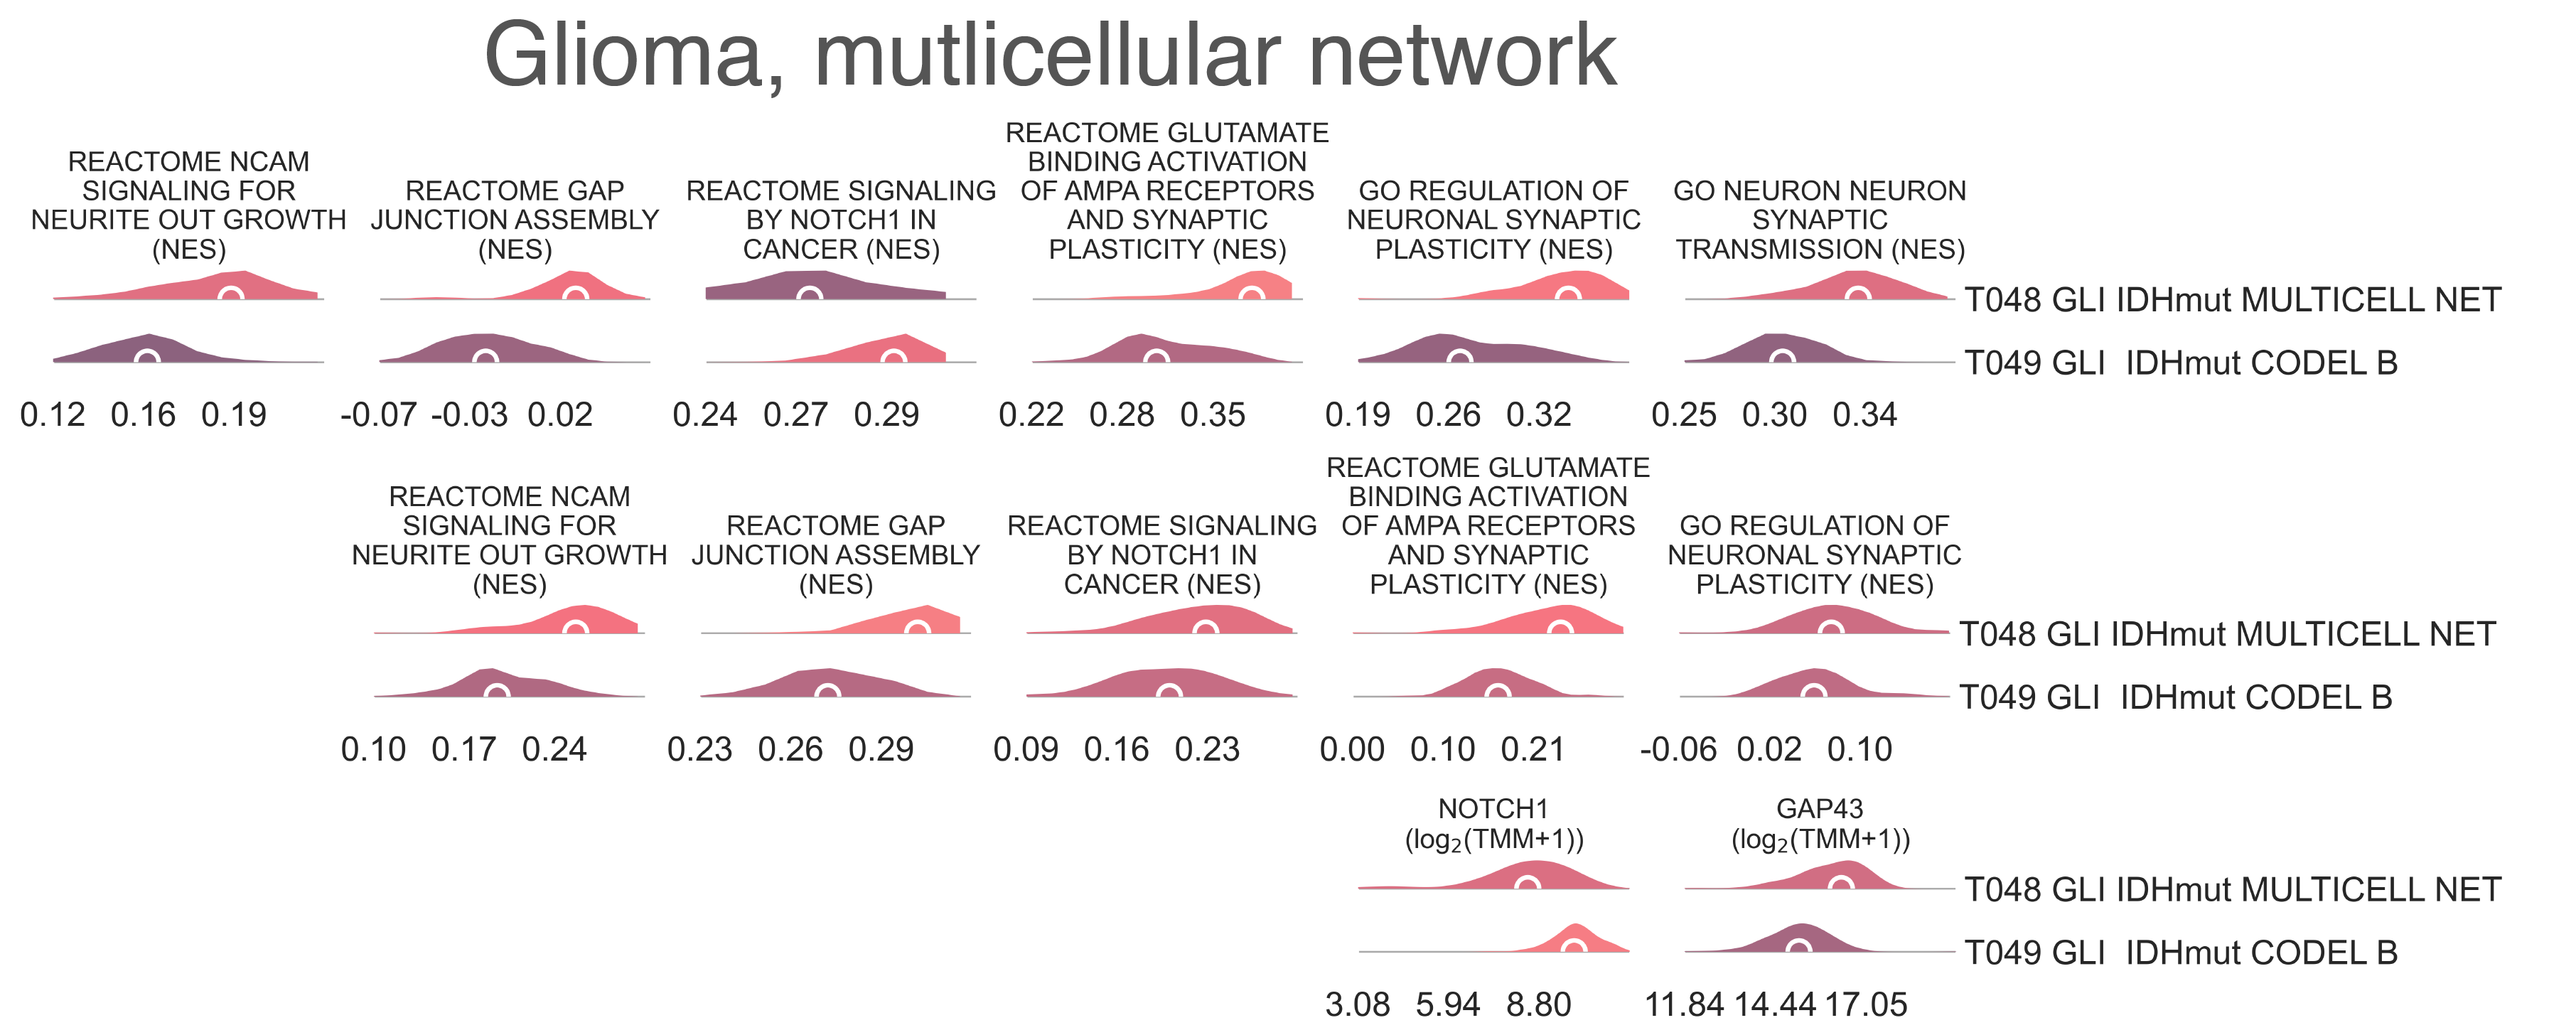 Glioma, mutlicellular network
REACTOME NCAM
SIGNALING FOR
NEURITE OUT GROWTH
(NES)
REACTOME GAP
JUNCTION ASSEMBLY
(NES)
REACTOME SIGNALING
BY NOTCH1 IN
CANCER (NES)
REACTOME GLUTAMATE
BINDING ACTIVATION
OF AMPA RECEPTORS
AND SYNAPTIC
PLASTICITY (NES)
GO REGULATION OF
NEURONAL SYNAPTIC
PLASTICITY (NES)
GO NEURON NEURON
SYNAPTIC
TRANSMISSION (NES)
T048 GLI IDHmut MULTICELL NET
T049 GLI  IDHmut CODEL B
0.12 0.16 0.19
-0.07 -0.03 0.02
0.24 0.27 0.29
0.22 0.28 0.35
0.19 0.26 0.32
0.25 0.30 0.34
REACTOME NCAM
SIGNALING FOR
NEURITE OUT GROWTH
(NES)
REACTOME GAP
JUNCTION ASSEMBLY
(NES)
REACTOME SIGNALING
BY NOTCH1 IN
CANCER (NES)
REACTOME GLUTAMATE
BINDING ACTIVATION
OF AMPA RECEPTORS
AND SYNAPTIC
PLASTICITY (NES)
GO REGULATION OF
NEURONAL SYNAPTIC
PLASTICITY (NES)
T048 GLI IDHmut MULTICELL NET
T049 GLI  IDHmut CODEL B
0.10 0.17 0.24
0.23 0.26 0.29
0.09 0.16 0.23
0.00 0.10 0.21
-0.06 0.02 0.10
NOTCH1
(log₂(TMM+1))
GAP43
(log₂(TMM+1))
T048 GLI IDHmut MULTICELL NET
T049 GLI  IDHmut CODEL B
3.08 5.94 8.80
11.84 14.44 17.05